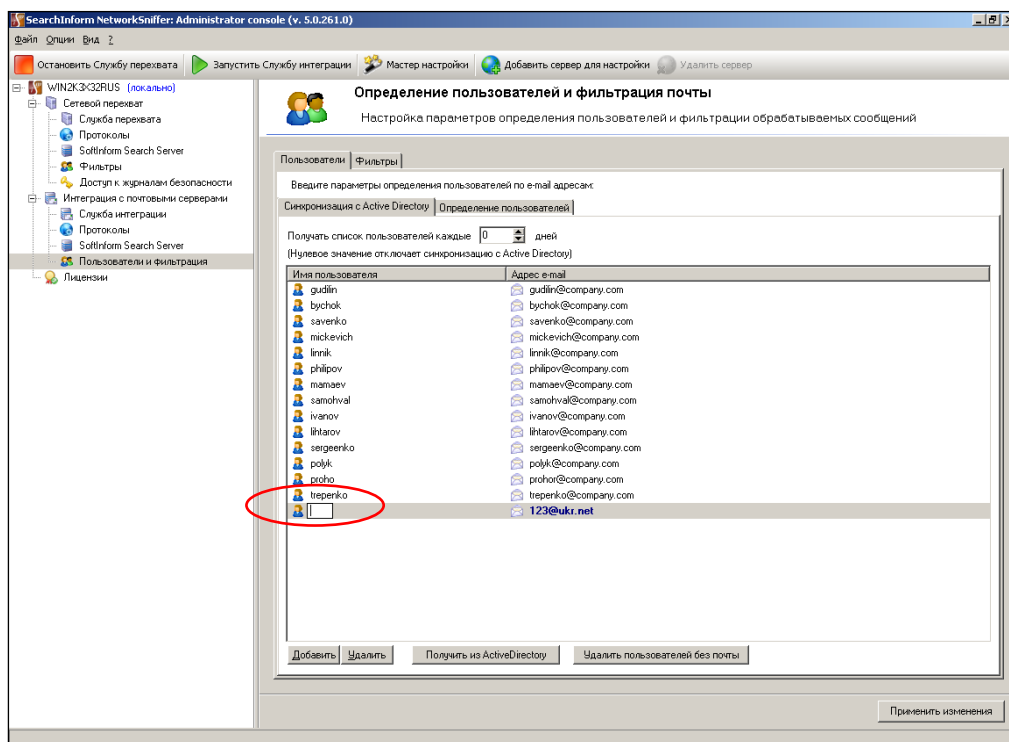 SearchInform NetworkSniffer: Administrator console (v. 5.0.261.0)
Файл Опции Вид ?
Остановить Службу перехвата Запустить Службу интеграции Мастер настройки Добавить сервер для настройки Удалить сервер
WIN2K3X32RUS (локально)
Сетевой перехват
Служба перехвата
Протоколы
SoftInform Search Server
Фильтры
Доступ к журналам безопасности
Интеграция с почтовыми серверами
Служба интеграции
Протоколы
SoftInform Search Server
Пользователи и фильтрация
Лицензии
Определение пользователей и фильтрация почты
Настройка параметров определения пользователей и фильтрации обрабатываемых сообщений
Пользователи Фильтры
Введите параметры определения пользователей по e-mail адресам:
Синхронизация с Active Directory Определение пользователей
Получать список пользователей каждые 0 дней
(Нулевое значение отключает синхронизацию с Active Directory)
Имя пользователя Адрес e-mail
gudilin gudilin@company.com
bychok bychok@company.com
savenko savenko@company.com
mickevich mickevich@company.com
linnik linnik@company.com
philipov philipov@company.com
mamaev mamaev@company.com
samohval samohval@company.com
ivanov ivanov@company.com
lihtarov lihtarov@company.com
sergeenko sergeenko@company.com
polyk polyk@company.com
proho prohor@company.com
trepenko trepenko@company.com
123@ukr.net
Добавить Удалить Получить из ActiveDirectory Удалить пользователей без почты
Применить изменения